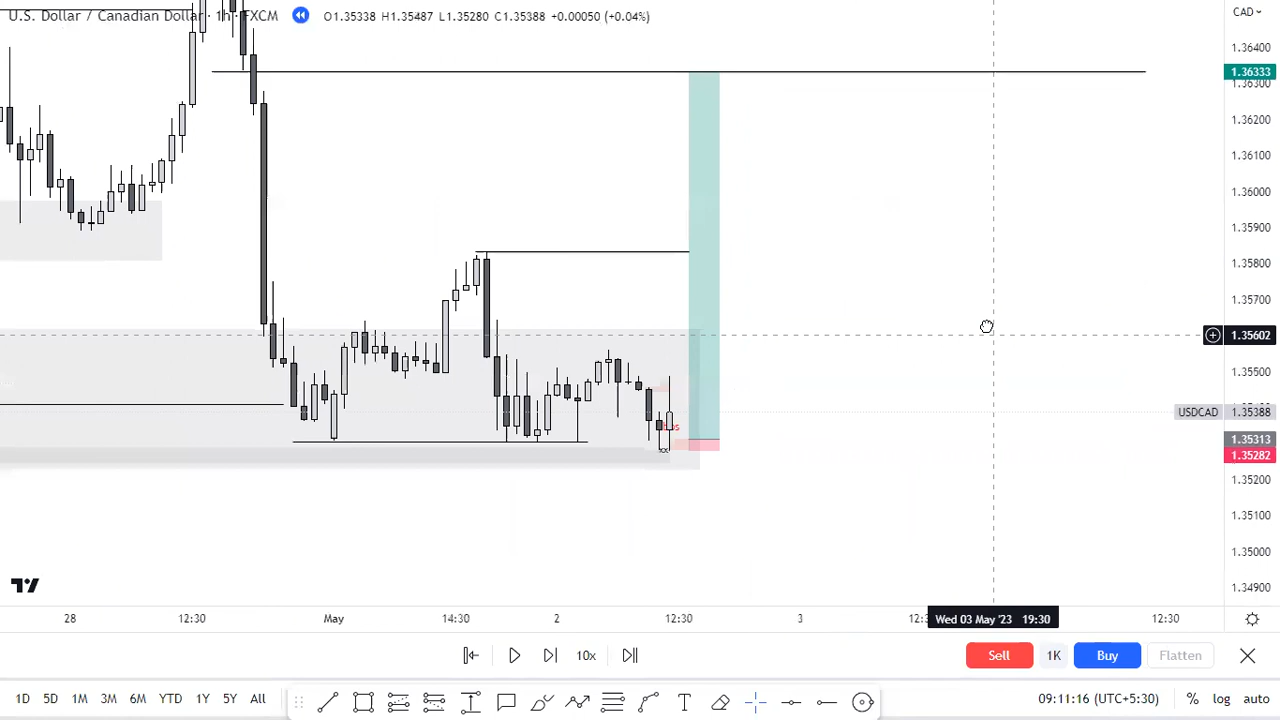 U.S. Dollar / Canadian Dollar · 1h · FXCM O1.35338 H1.35487 L1.35280 C1.35388 +0.00050 (+0.04%)
CAD
1.36400
1.36333
1.36300
1.36200
1.36100
1.36000
1.35900
1.35800
1.35700
1.35602
1.35500
USDCAD 1.35388
1.35313
1.35282
1.35200
1.35100
1.35000
1.34900
28 12:30 May 14:30 2 12:30 3 Wed 03 May '23 19:30 12:30
10x Sell 1K Buy Flatten
1D 5D 1M 3M 6M YTD 1Y 5Y All 09:11:16 (UTC+5:30) % log auto